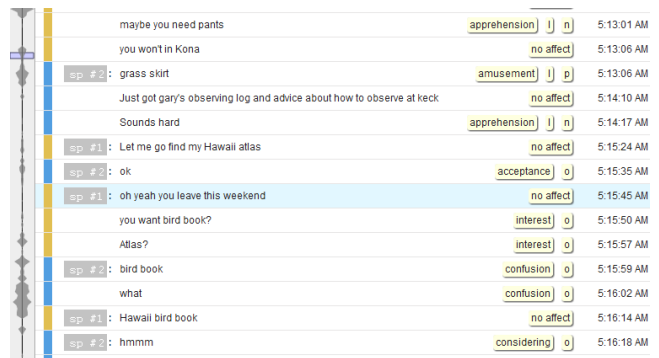 maybe you need pants apprehension l n 5:13:01 AM
you won't in Kona no affect 5:13:06 AM
sp #2: grass skirt amusement l p 5:13:06 AM
Just got gary's observing log and advice about how to observe at keck no affect 5:14:10 AM
Sounds hard apprehension l n 5:14:17 AM
sp #1: Let me go find my Hawaii atlas no affect 5:15:24 AM
sp #2: ok acceptance o 5:15:35 AM
sp #1: oh yeah you leave this weekend no affect 5:15:45 AM
you want bird book? interest o 5:15:50 AM
Atlas? interest o 5:15:57 AM
sp #2: bird book confusion o 5:15:59 AM
what confusion o 5:16:02 AM
sp #1: Hawaii bird book no affect 5:16:14 AM
sp #2: hmmm considering o 5:16:18 AM